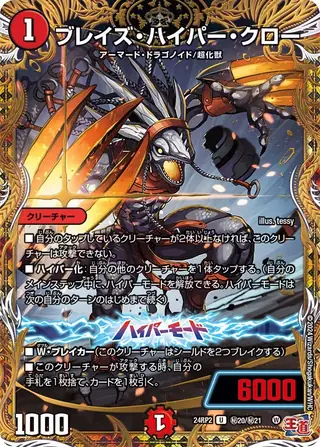 1
ブレイズ・ハイパー・クロー
アーマード・ドラゴノイド/超化獣
クリーチャー
illus. tessy
■自分のタップしているクリーチャーが2体以上なければ、このクリーチャーは攻撃できない。
■ハイパー化:自分の他のクリーチャーを1体タップする。(自分のメインステップ中に、ハイパーモードを解放できる。ハイパーモードは次の自分のターンのはじめまで続く)
ハイパーモード
■W・ブレイカー(このクリーチャーはシールドを2つブレイクする)
■このクリーチャーが攻撃する時、自分の手札を1枚捨て、カードを1枚引く。
6000
1000
1
24RP2 U 秘20/秘21 W
王道
©2024 Wizards/Shogakukan/WHC